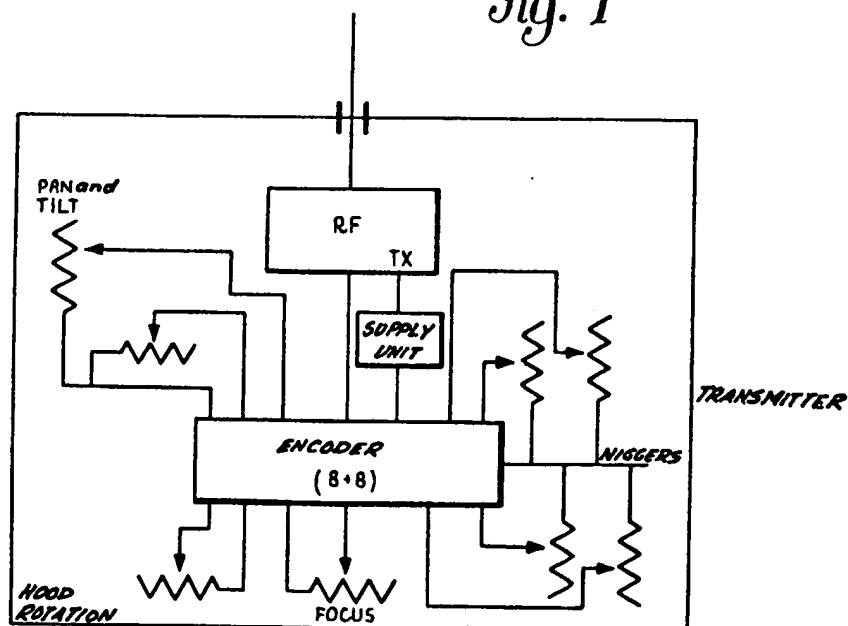 Fig. 1
PAN and
TILT
RF
TX
SUPPLY
UNIT
TRANSMITTER
ENCODER
(8+8)
NIGGERS
HOOD
ROTATION
FOCUS